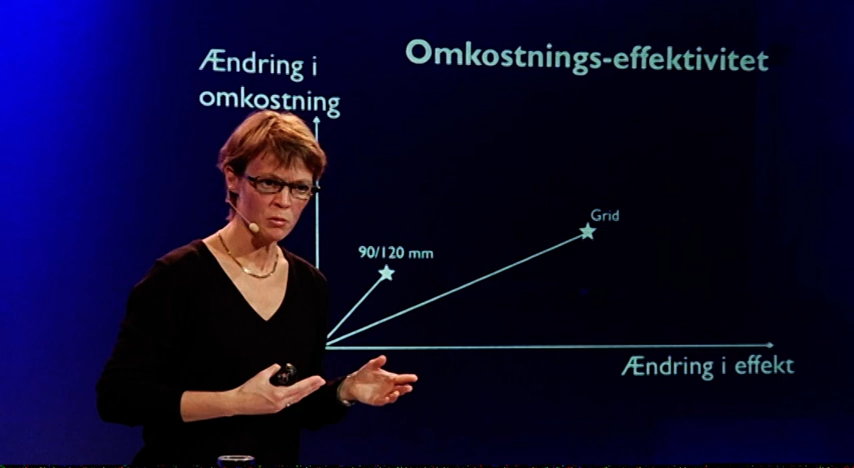 Omkostnings-effektivitet
Ændring i
omkostning
Grid
90/120 mm
Ændring i effekt